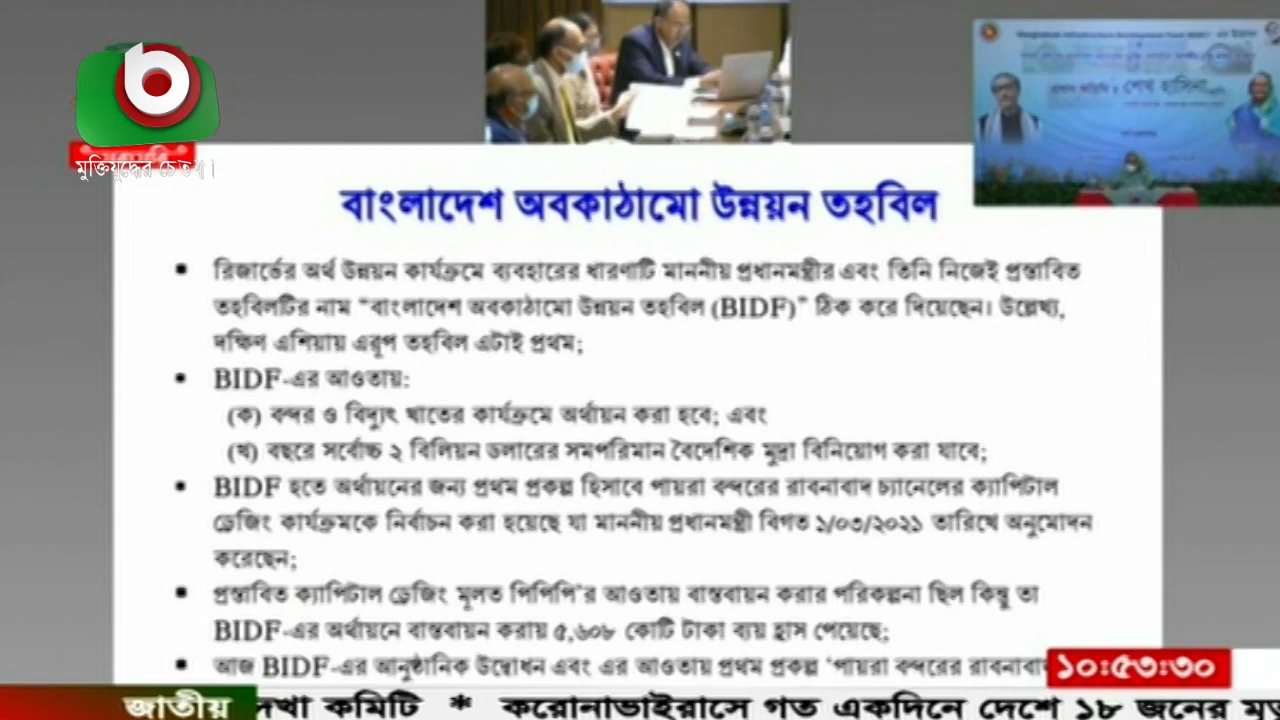 মুক্তিযুদ্ধের
শেখ হাসিনা
বাংলাদেশ অবকাঠামো উন্নয়ন তহবিল
• রিজার্ভের অর্থ উন্নয়ন কার্যক্রমে ব্যবহারের ধারণাটি মাননীয় প্রধানমন্ত্রীর এবং তিনি নিজেই প্রস্তাবিত
তহবিলটির নাম “বাংলাদেশ অবকাঠামো উন্নয়ন তহবিল (BIDF)” ঠিক করে দিয়েছেন। উল্লেখ্য,
দক্ষিণ এশিয়ায় এরূপ তহবিল এটাই প্রথম;
• BIDF-এর আওতায়:
(ক) বন্দর ও বিদ্যুৎ খাতের কার্যক্রমে অর্থায়ন করা হবে; এবং
(খ) বছরে সর্বোচ্চ ২ বিলিয়ন ডলারের সমপরিমান বৈদেশিক মুদ্রা বিনিয়োগ করা যাবে;
• BIDF হতে অর্থায়নের জন্য প্রথম প্রকল্প হিসাবে পায়রা বন্দরের রাবনাবাদ চ্যানেলের ক্যাপিটাল
ড্রেজিং কার্যক্রমকে নির্বাচন করা হয়েছে যা মাননীয় প্রধানমন্ত্রী বিগত ১/০৩/২০২১ তারিখে অনুমোদন
করেছেন;
• প্রস্তাবিত ক্যাপিটাল ড্রেজিং মূলত পিপিপি’র আওতায় বাস্তবায়ন করার পরিকল্পনা ছিল কিন্তু তা
BIDF-এর অর্থায়নে বাস্তবায়ন করায় ৫,৬০৮ কোটি টাকা ব্যয় হ্রাস পেয়েছে;
• আজ BIDF-এর আনুষ্ঠানিক উদ্বোধন এবং এর আওতায় প্রথম প্রকল্প ‘পায়রা বন্দরের
১০:৫৩:৩০
জাতীয় কমিটি * করোনাভাইরাসে গত একদিনে দেশে ১৮ জনের